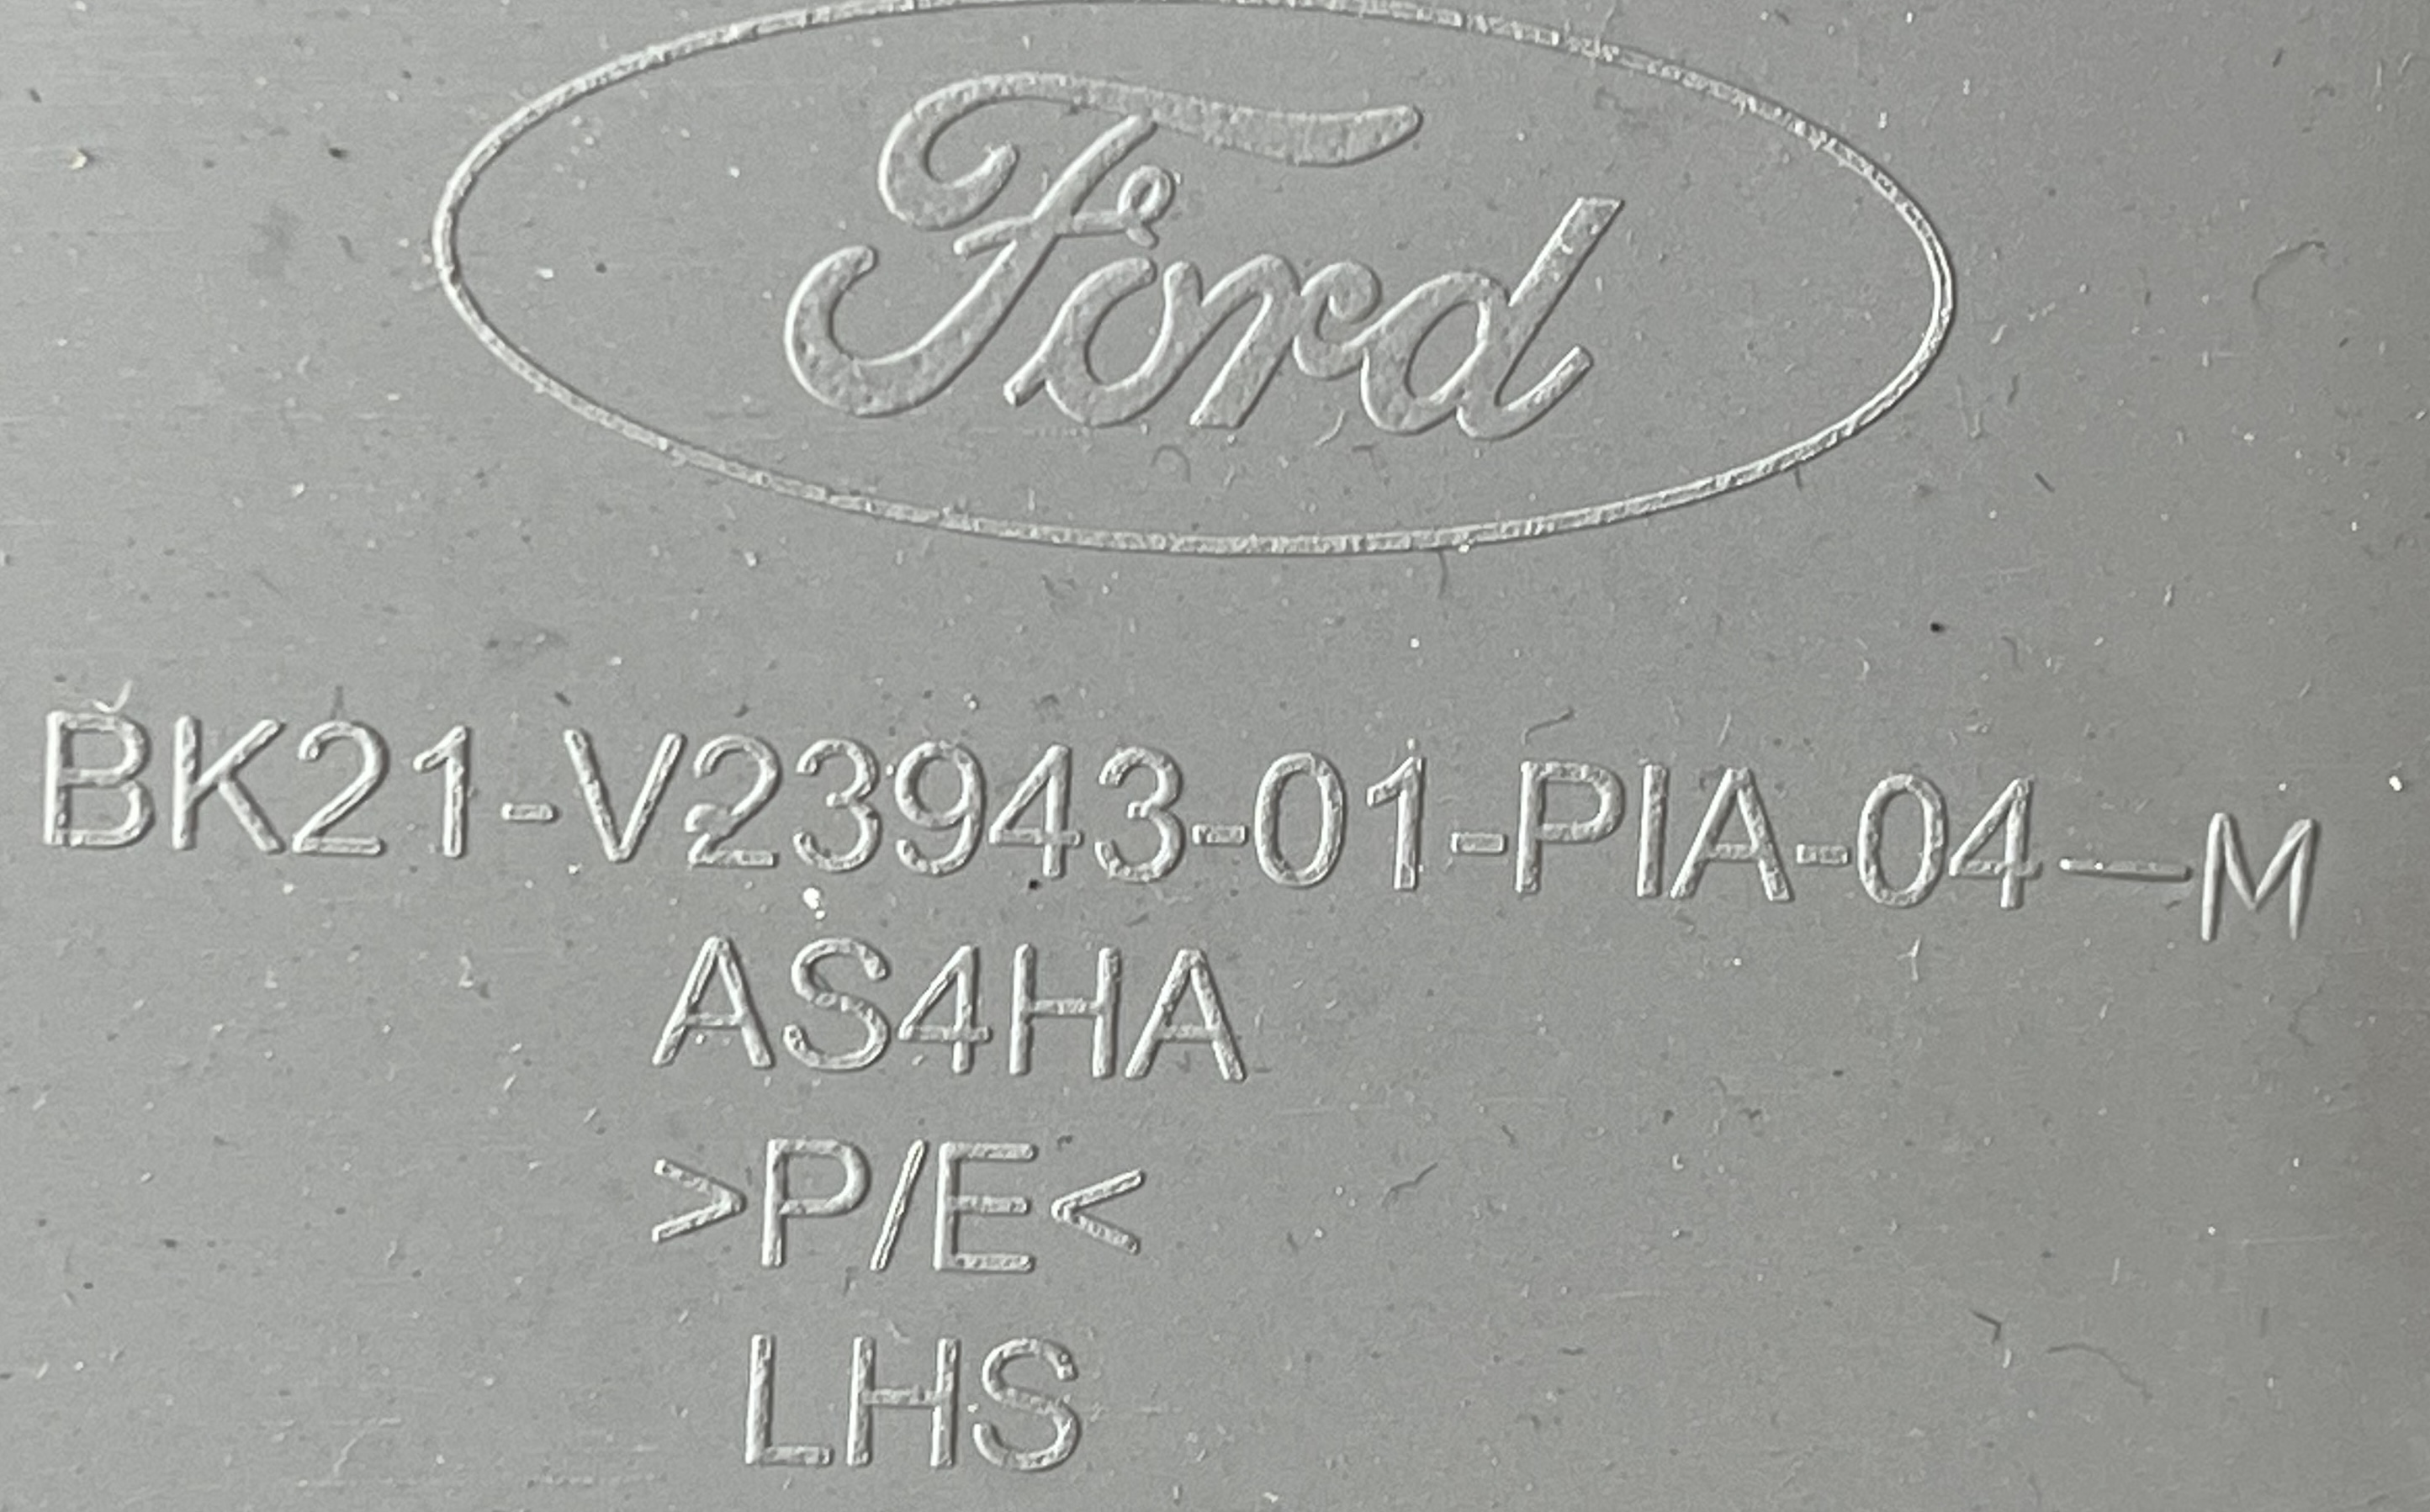 Ford
BK21-V23943-01-PIA-04—M
AS4HA
>P/E<
LHS